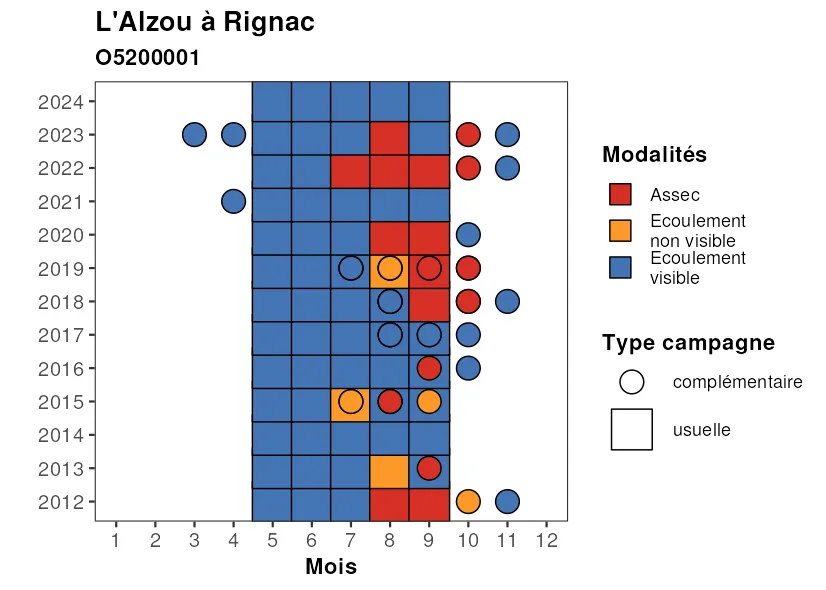 L'Alzou à Rignac
O5200001
2024
2023
2022
2021
2020
2019
2018
2017
2016
2015
2014
2013
2012
1 2 3 4 5 6 7 8 9 10 11 12
Mois
Modalités
Assec
Ecoulement
non visible
Ecoulement
visible
Type campagne
complémentaire
usuelle